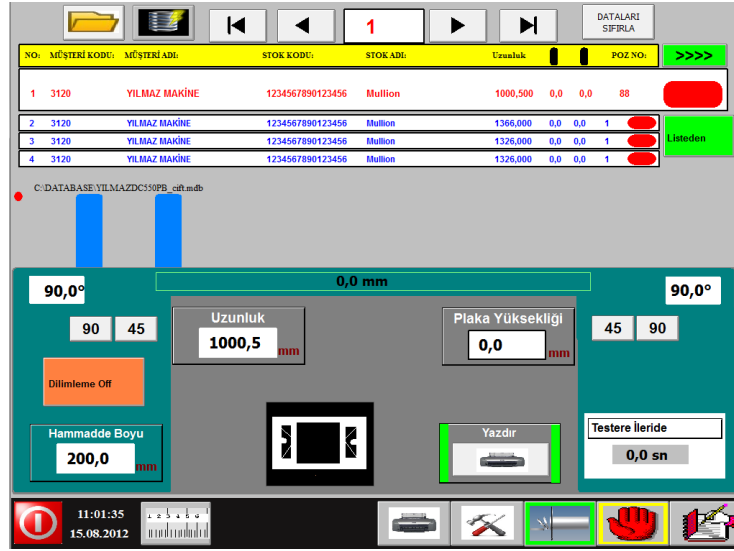 1
DATALARI
SIFIRLA
NO: MÜŞTERİ KODU: MÜŞTERİ ADI: STOK KODU: STOK ADI: Uzunluk POZ NO: >>>>
1 3120 YILMAZ MAKİNE 1234567890123456 Mullion 1000,500 0,0 0,0 88
2 3120 YILMAZ MAKİNE 1234567890123456 Mullion 1366,000 0,0 0,0 1
3 3120 YILMAZ MAKİNE 1234567890123456 Mullion 1326,000 0,0 0,0 1
4 3120 YILMAZ MAKİNE 1234567890123456 Mullion 1326,000 0,0 0,0 1
Listeden
C:\DATABASE\YILMAZDC550PB_cift.mdb
0,0 mm
90,0° 90,0°
90 45 Uzunluk Plaka Yüksekliği 45 90
1000,5 mm 0,0 mm
Dilimleme Off
Hammadde Boyu Yazdır Testere İleride
200,0 mm 0,0 sn
11:01:35
15.08.2012
1 2 3 4 5 6